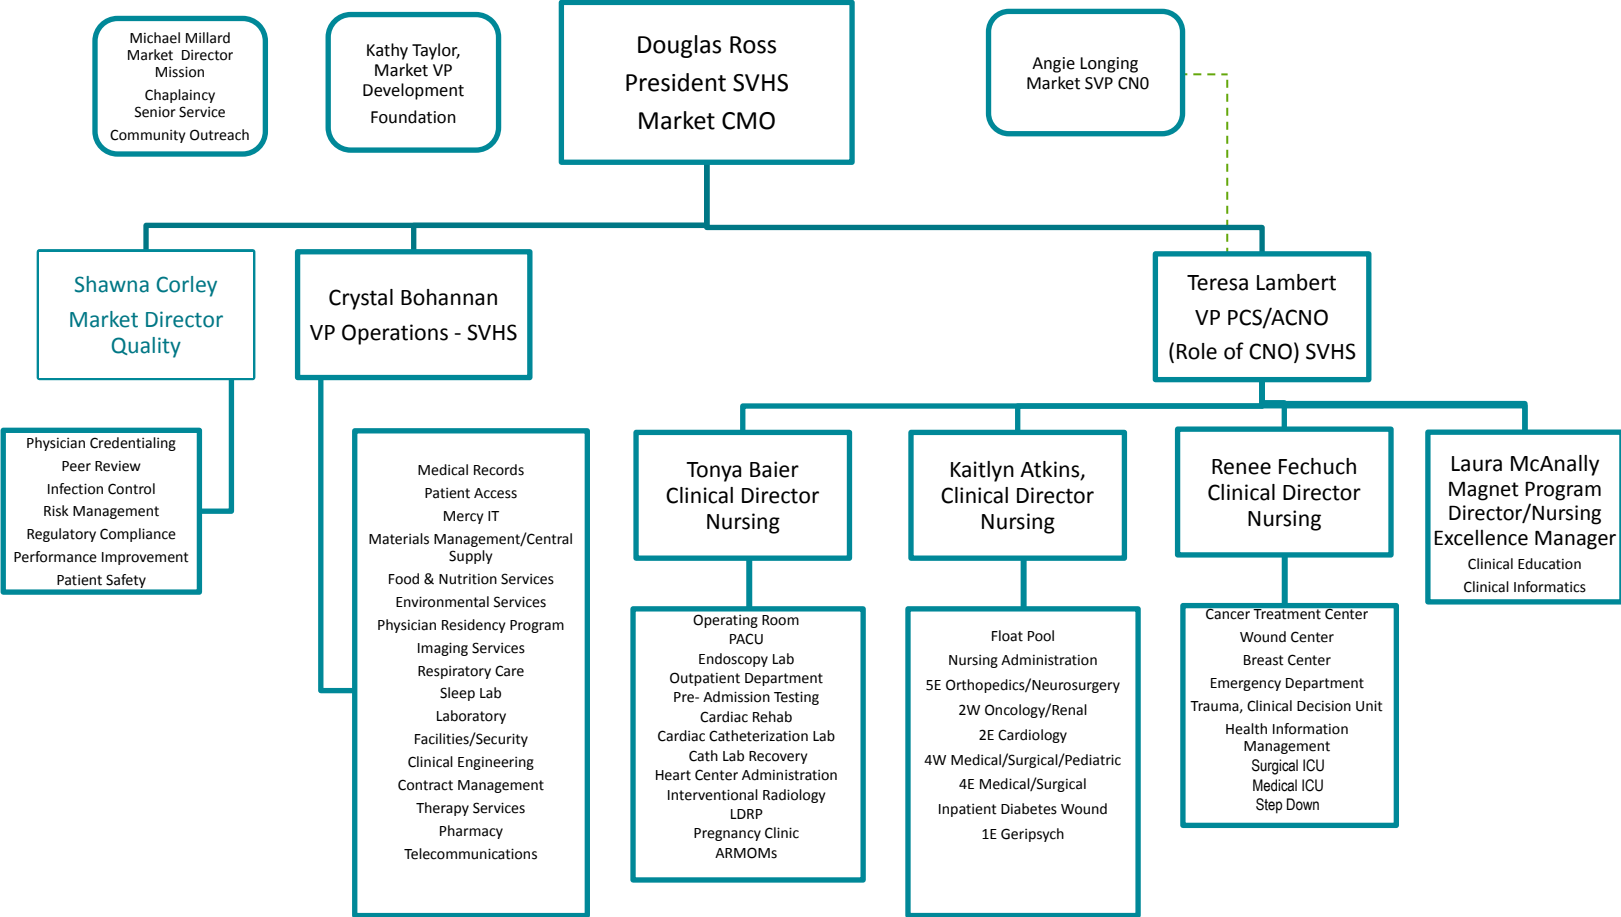 Michael Millard
Market  Director
Mission
Chaplaincy
Senior Service
Community Outreach
Kathy Taylor,
Market VP
Development
Foundation
Douglas Ross
President SVHS
Market CMO
Angie Longing
Market SVP CN0
Shawna Corley
Market Director
Quality
Crystal Bohannan
VP Operations - SVHS
Teresa Lambert
VP PCS/ACNO
(Role of CNO) SVHS
Physician Credentialing
Peer Review
Infection Control
Risk Management
Regulatory Compliance
Performance Improvement
Patient Safety
Medical Records
Patient Access
Mercy IT
Materials Management/Central
Supply
Food & Nutrition Services
Environmental Services
Physician Residency Program
Imaging Services
Respiratory Care
Sleep Lab
Laboratory
Facilities/Security
Clinical Engineering
Contract Management
Therapy Services
Pharmacy
Telecommunications
Tonya Baier
Clinical Director
Nursing
Operating Room
PACU
Endoscopy Lab
Outpatient Department
Pre- Admission Testing
Cardiac Rehab
Cardiac Catheterization Lab
Cath Lab Recovery
Heart Center Administration
Interventional Radiology
LDRP
Pregnancy Clinic
ARMOMs
Kaitlyn Atkins,
Clinical Director
Nursing
Float Pool
Nursing Administration
5E Orthopedics/Neurosurgery
2W Oncology/Renal
2E Cardiology
4W Medical/Surgical/Pediatric
4E Medical/Surgical
Inpatient Diabetes Wound
1E Geripsych
Renee Fechuch
Clinical Director
Nursing
Cancer Treatment Center
Wound Center
Breast Center
Emergency Department
Trauma, Clinical Decision Unit
Health Information
Management
Surgical ICU
Medical ICU
Step Down
Laura McAnally
Magnet Program
Director/Nursing
Excellence Manager
Clinical Education
Clinical Informatics